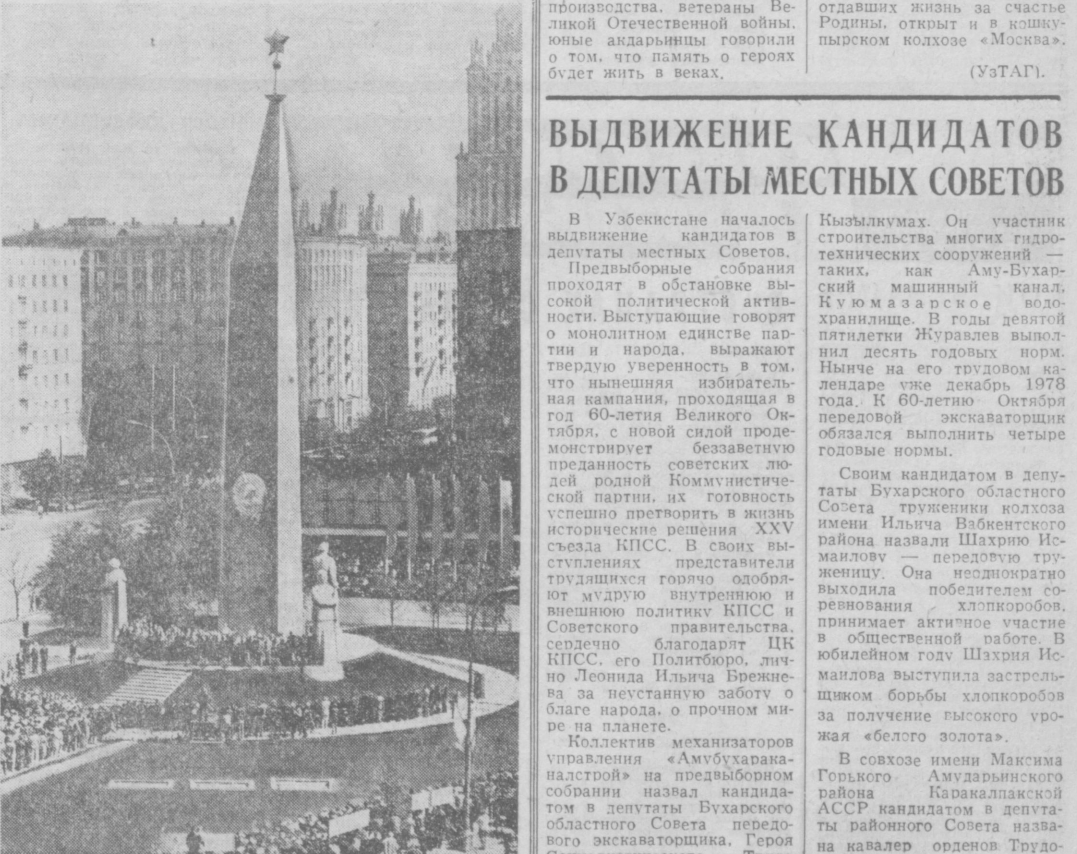 производства, ветераны Ве-
ликой Отечественной войны,
юные акдарьинцы говорили
о том, что память о героях
будет жить в веках.
отдавших жизнь за счастье
Родины, открыт и в кошку-
пырском колхозе «Москва».
(УзТАГ).
ВЫДВИЖЕНИЕ КАНДИДАТОВ
В ДЕПУТАТЫ МЕСТНЫХ СОВЕТОВ
В Узбекистане началось
выдвижение кандидатов в
депутаты местных Советов.
Предвыборные собрания
проходят в обстановке вы-
сокой политической актив-
ности. Выступающие говорят
о монолитном единстве пар-
тии и народа, выражают
твердую уверенность в том,
что нынешняя избиратель-
ная кампания, проходящая в
год 60-летия Великого Ок-
тября, с новой силой проде-
монстрирует беззаветную
преданность советских лю-
дей родной Коммунистиче-
ской партии, их готовность
успешно претворить в жизнь
исторические решения XXV
съезда КПСС. В своих вы-
ступлениях представители
трудящихся горячо одобря-
ют мудрую внутреннюю и
внешнюю политику КПСС и
Советского правительства,
сердечно благодарят ЦК
КПСС, его Политбюро, лич-
но Леонида Ильича Брежне-
ва за неустанную заботу о
благе народа, о прочном ми-
ре на планете.
Коллектив механизаторов
управления «Амубухарака-
налстрой» на предвыборном
собрании назвал кандида-
том в депутаты Бухарского
областного Совета передо-
вого экскаваторщика, Героя
Кызылкумах. Он участник
строительства многих гидро-
технических сооружений —
таких, как Аму-Бухар-
ский машинный канал,
Куюмазарское водо-
хранилище. В годы девятой
пятилетки Журавлев выпол-
нил десять годовых норм.
Нынче на его трудовом ка-
лендаре уже декабрь 1978
года. К 60-летию Октября
передовой экскаваторщик
обязался выполнить четыре
годовые нормы.
Своим кандидатом в депу-
таты Бухарского областного
Совета труженики колхоза
имени Ильича Вабкентского
района назвали Шахрию Ис-
маилову — передовую тру-
женицу. Она неоднократно
выходила победителем со-
ревнования хлопкоробов,
принимает активное участие
в общественной работе. В
юбилейном году Шахрия Ис-
маилова выступила застрель-
щиком борьбы хлопкоробов
за получение высокого уро-
жая «белого золота».
В совхозе имени Максима
Горького Амударьинского
района Каракалпакской
АССР кандидатом в депута-
ты районного Совета назва-
на кавалер орденов Трудо-